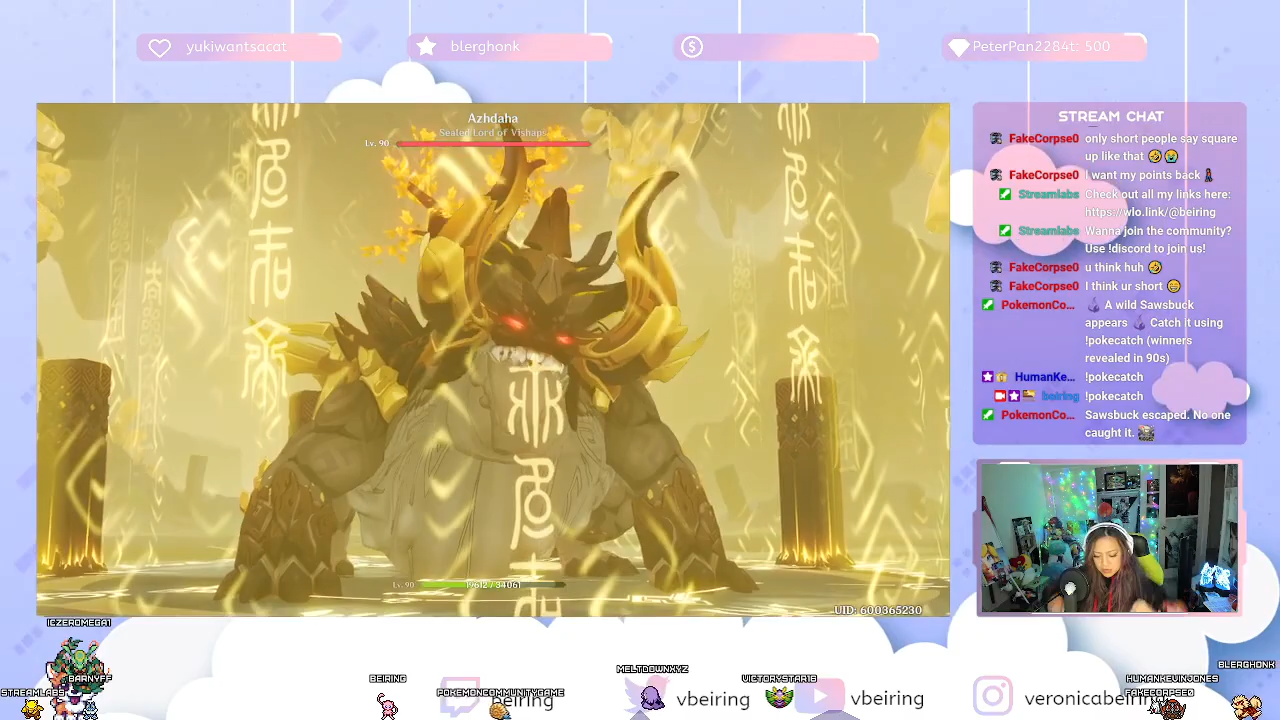 yukiwantsacat
blerghonk
PeterPan2284t: 500
Azhdaha
Sealed Lord of Vishaps
Lv. 90
Lv. 90
UID: 600365230
STREAM CHAT
FakeCorpse0 only short people say square
up like that 🤣 😭
FakeCorpse0 I want my points back
Streamlabs Check out all my links here:
https://wlo.link/@beiring
Streamlabs Wanna join the community?
Use !discord to join us!
FakeCorpse0 u think huh 🤣
FakeCorpse0 I think ur short
PokemonCo... A wild Sawsbuck
appears Catch it using
!pokecatch (winners
revealed in 90s)
HumanKe... !pokecatch
beiring !pokecatch
PokemonCo... Sawsbuck escaped. No one
caught it.
ICZEROMEGA1
BARNYFF
STREAMLABS
BEIRING
POKEMONCOMMUNITYGAME
beiring
MELTDOWNXYZ
vbeiring
VICTORYSTAR16
vbeiring
BLERGHONK
HUMANKEVINJONES
FAKECORPSE0